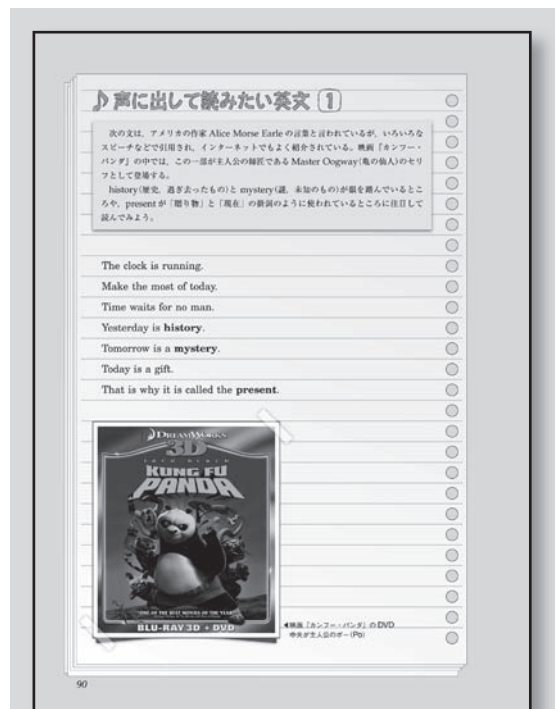 ♪声に出して読みたい英文 1
次の文は，アメリカの作家 Alice Morse Earle の言葉と言われているが，いろいろな
スピーチなどで引用され，インターネットでもよく紹介されている。映画『カンフー・
パンダ』の中では，この一部が主人公の師匠である Master Oogway(亀の仙人)のセリ
フとして登場する。
history(歴史，過ぎ去ったもの)と mystery(謎，未知のもの)が韻を踏んでいるとこ
ろや，present が「贈り物」と「現在」の掛詞のように使われているところに注目して
読んでみよう。
The clock is running.
Make the most of today.
Time waits for no man.
Yesterday is history.
Tomorrow is a mystery.
Today is a gift.
That is why it is called the present.
DREAMWORKS
3D
KUNG FU
PANDA
"ONE OF THE BEST MOVIES OF THE YEAR"
BLU-RAY 3D + DVD
◀映画『カンフー・パンダ』の DVD
中央が主人公のポー(Po)
90